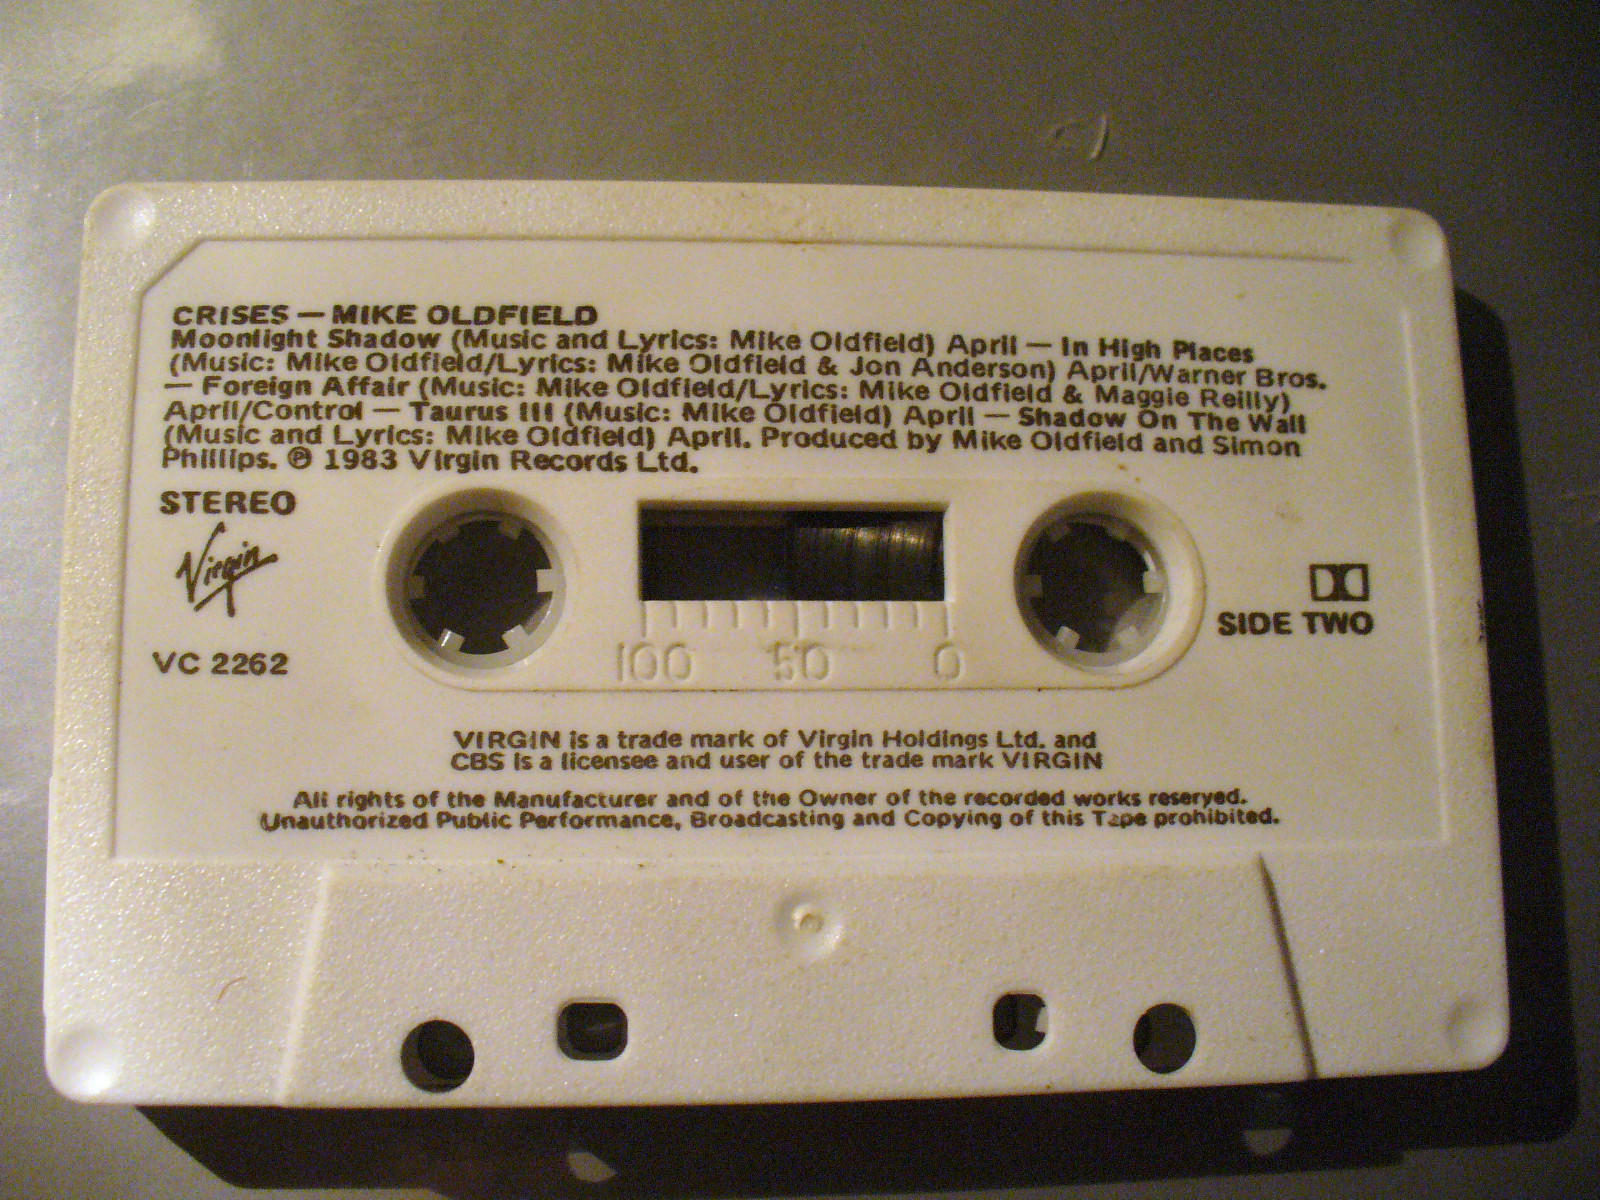 CRISES — MIKE OLDFIELD
Moonlight Shadow (Music and Lyrics: Mike Oldfield) April — In High Places
(Music: Mike Oldfield/Lyrics: Mike Oldfield & Jon Anderson) April/Warner Bros.
— Foreign Affair (Music: Mike Oldfield/Lyrics: Mike Oldfield & Maggie Reilly)
April/Control — Taurus III (Music: Mike Oldfield) April — Shadow On The Wall
(Music and Lyrics: Mike Oldfield) April. Produced by Mike Oldfield and Simon
Phillips. ℗ 1983 Virgin Records Ltd.
STEREO
Virgin
SIDE TWO
VC 2262
100 50 0
VIRGIN is a trade mark of Virgin Holdings Ltd. and
CBS is a licensee and user of the trade mark VIRGIN
All rights of the Manufacturer and of the Owner of the recorded works reserved.
Unauthorized Public Performance, Broadcasting and Copying of this Tape prohibited.